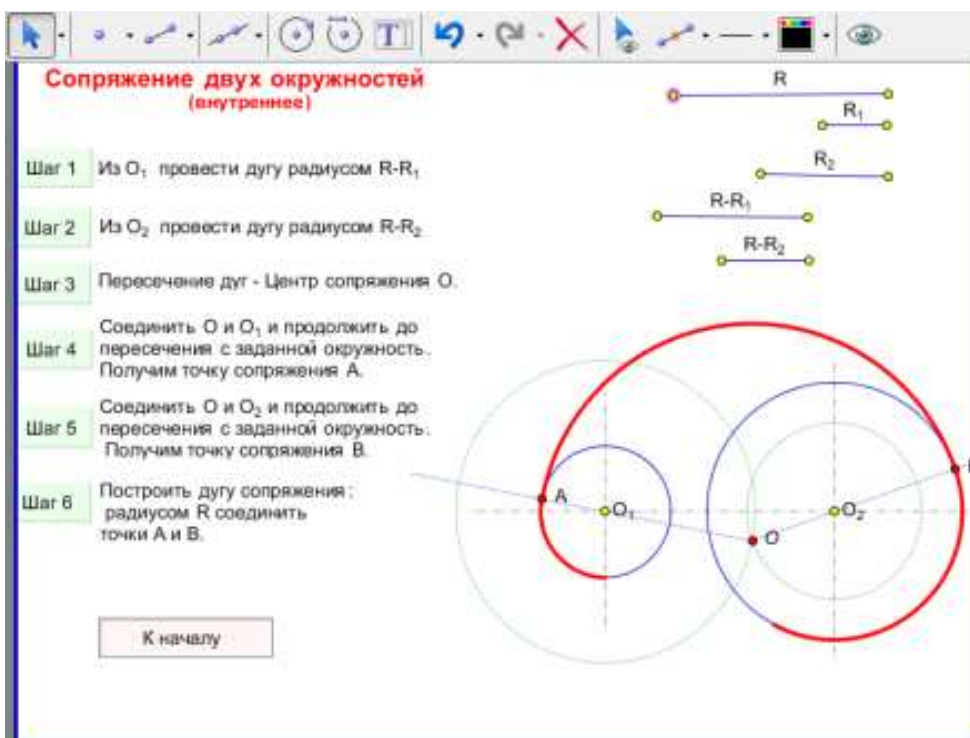 Сопряжение двух окружностей
(внутреннее)
Шаг 1 Из O₁ провести дугу радиусом R-R₁
Шаг 2 Из O₂ провести дугу радиусом R-R₂
Шаг 3 Пересечение дуг - Центр сопряжения O.
Шаг 4
Соединить O и O₁ и продолжить до
пересечения с заданной окружность.
Получим точку сопряжения A.
Шаг 5
Соединить O и O₂ и продолжить до
пересечения с заданной окружность.
Получим точку сопряжения B.
Шаг 6
Построить дугу сопряжения:
радиусом R соединить
точки A и B.
К началу
R
R₁
R₂
R-R₁
R-R₂
A
O₁
O
O₂
T